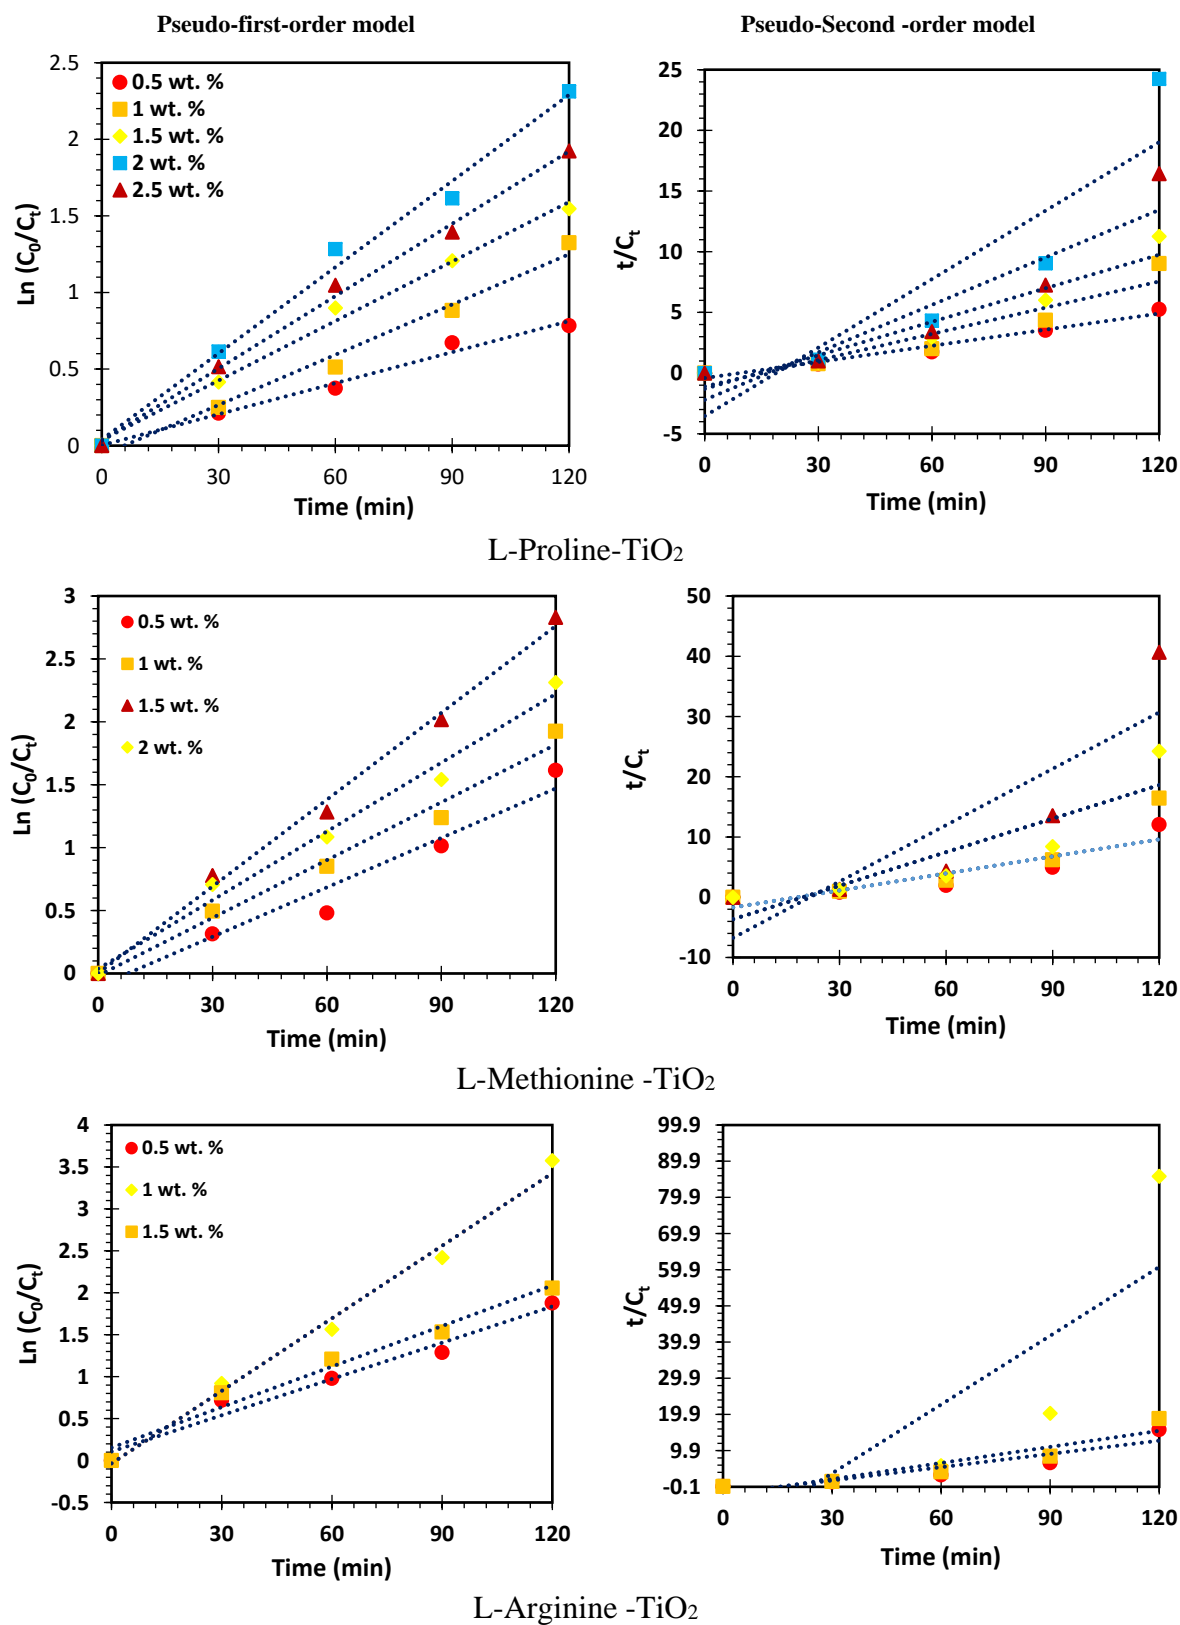 Pseudo-first-order model
Pseudo-Second -order model
2.5
2
1.5
1
0.5
0
Ln (C₀/Cₜ)
0.5 wt. %
1 wt. %
1.5 wt. %
2 wt. %
2.5 wt. %
0 30 60 90 120
Time (min)
25
20
15
10
5
0
-5
t/Cₜ
0 30 60 90 120
Time (min)
L-Proline-TiO₂
3
2.5
2
1.5
1
0.5
0
Ln (C₀/Cₜ)
0.5 wt. %
1 wt. %
1.5 wt. %
2 wt. %
0 30 60 90 120
Time (min)
50
40
30
20
10
0
-10
t/Cₜ
0 30 60 90 120
Time (min)
L-Methionine -TiO₂
4
3.5
3
2.5
2
1.5
1
0.5
0
-0.5
Ln (C₀/Cₜ)
0.5 wt. %
1 wt. %
1.5 wt. %
0 30 60 90 120
Time (min)
99.9
89.9
79.9
69.9
59.9
49.9
39.9
29.9
19.9
9.9
-0.1
t/Cₜ
0 30 60 90 120
Time (min)
L-Arginine -TiO₂